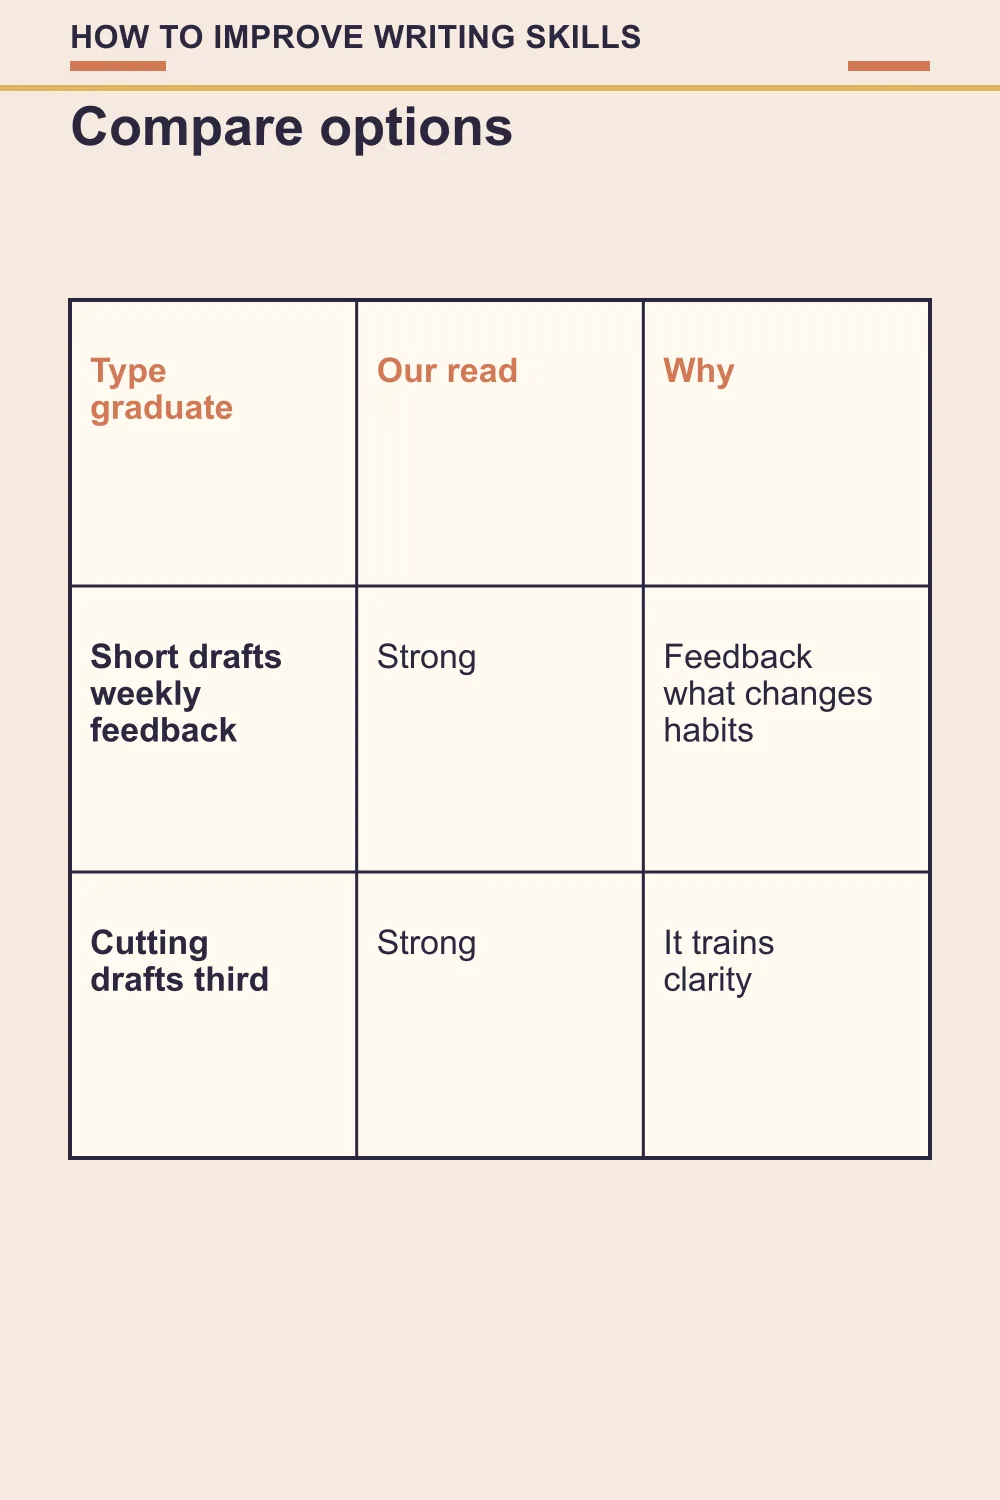 HOW TO IMPROVE WRITING SKILLS
Compare options
Type
graduate
Our read
Why
Short drafts
weekly
feedback
Strong
Feedback
what changes
habits
Cutting
drafts third
Strong
It trains
clarity